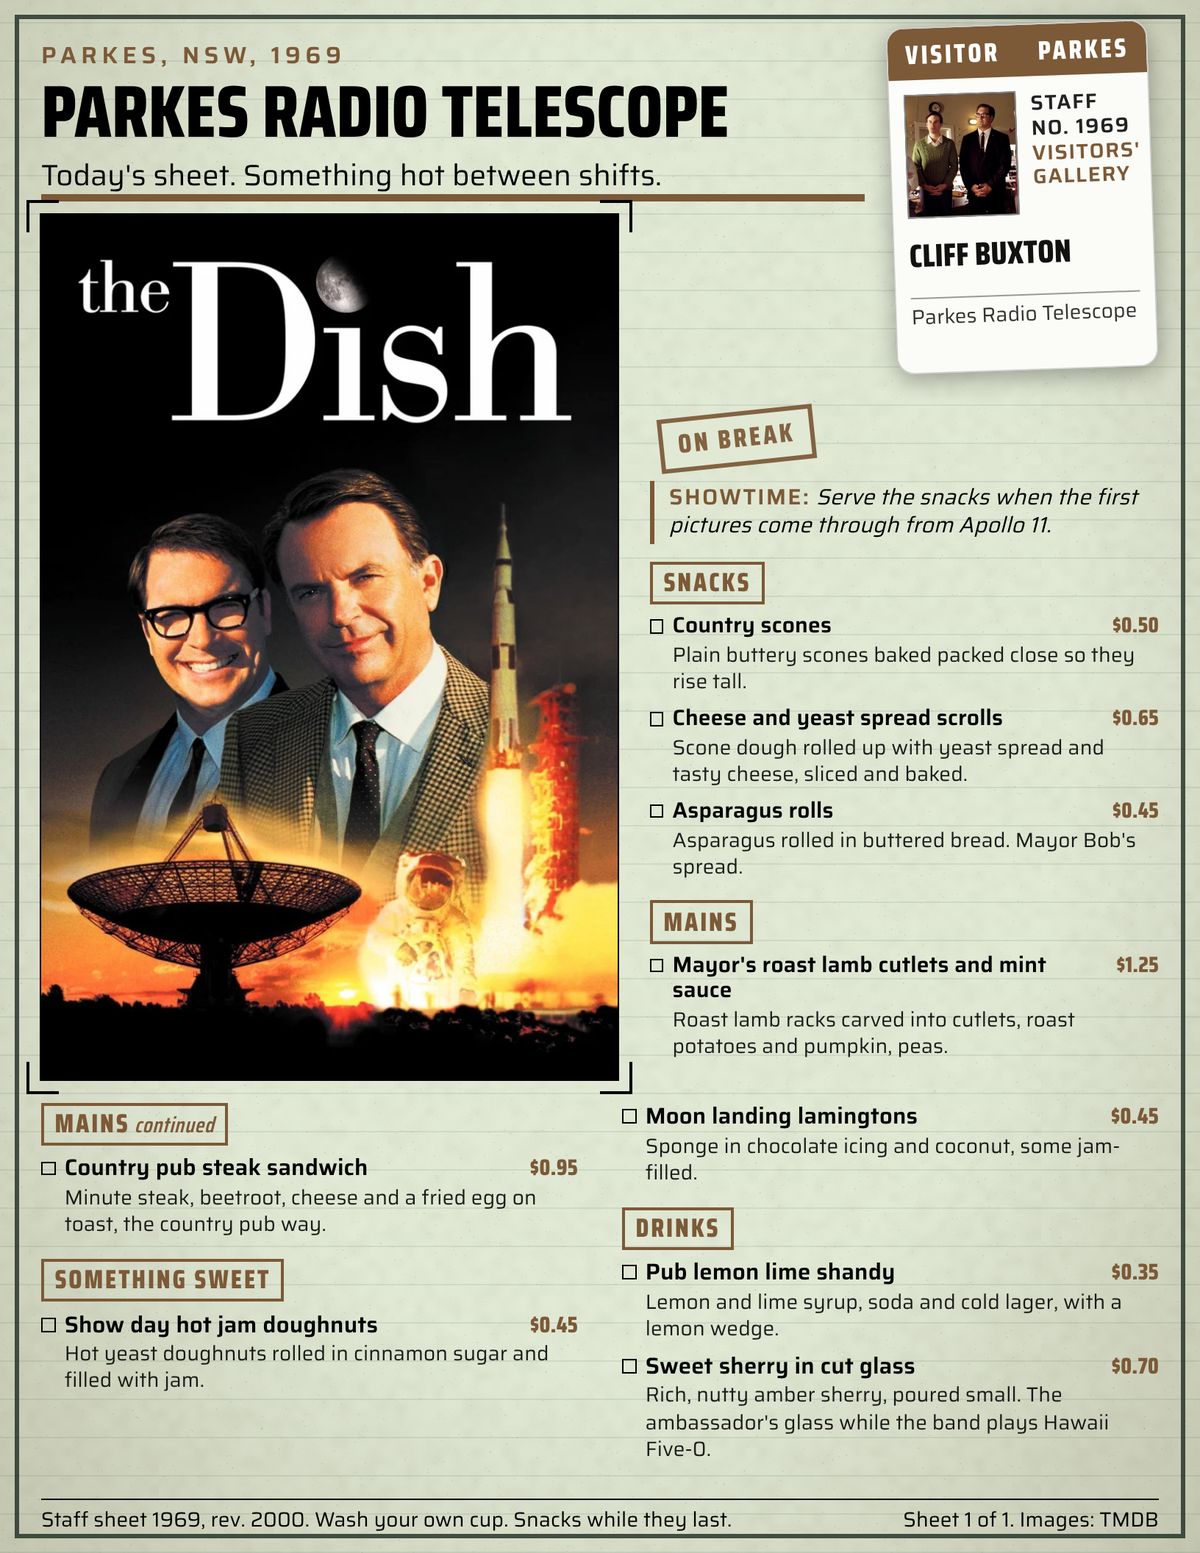 PARKES, NSW, 1969
PARKES RADIO TELESCOPE
Today's sheet. Something hot between shifts.
VISITOR PARKES
STAFF
NO. 1969
VISITORS'
GALLERY
CLIFF BUXTON
Parkes Radio Telescope
the Dish
ON BREAK
SHOWTIME: Serve the snacks when the first
pictures come through from Apollo 11.
SNACKS
Country scones $0.50
Plain buttery scones baked packed close so they
rise tall.
Cheese and yeast spread scrolls $0.65
Scone dough rolled up with yeast spread and
tasty cheese, sliced and baked.
Asparagus rolls $0.45
Asparagus rolled in buttered bread. Mayor Bob's
spread.
MAINS
Mayor's roast lamb cutlets and mint $1.25
sauce
Roast lamb racks carved into cutlets, roast
potatoes and pumpkin, peas.
MAINS continued
Country pub steak sandwich $0.95
Minute steak, beetroot, cheese and a fried egg on
toast, the country pub way.
SOMETHING SWEET
Show day hot jam doughnuts $0.45
Hot yeast doughnuts rolled in cinnamon sugar and
filled with jam.
Moon landing lamingtons $0.45
Sponge in chocolate icing and coconut, some jam-
filled.
DRINKS
Pub lemon lime shandy $0.35
Lemon and lime syrup, soda and cold lager, with a
lemon wedge.
Sweet sherry in cut glass $0.70
Rich, nutty amber sherry, poured small. The
ambassador's glass while the band plays Hawaii
Five-O.
Staff sheet 1969, rev. 2000. Wash your own cup. Snacks while they last.
Sheet 1 of 1. Images: TMDB